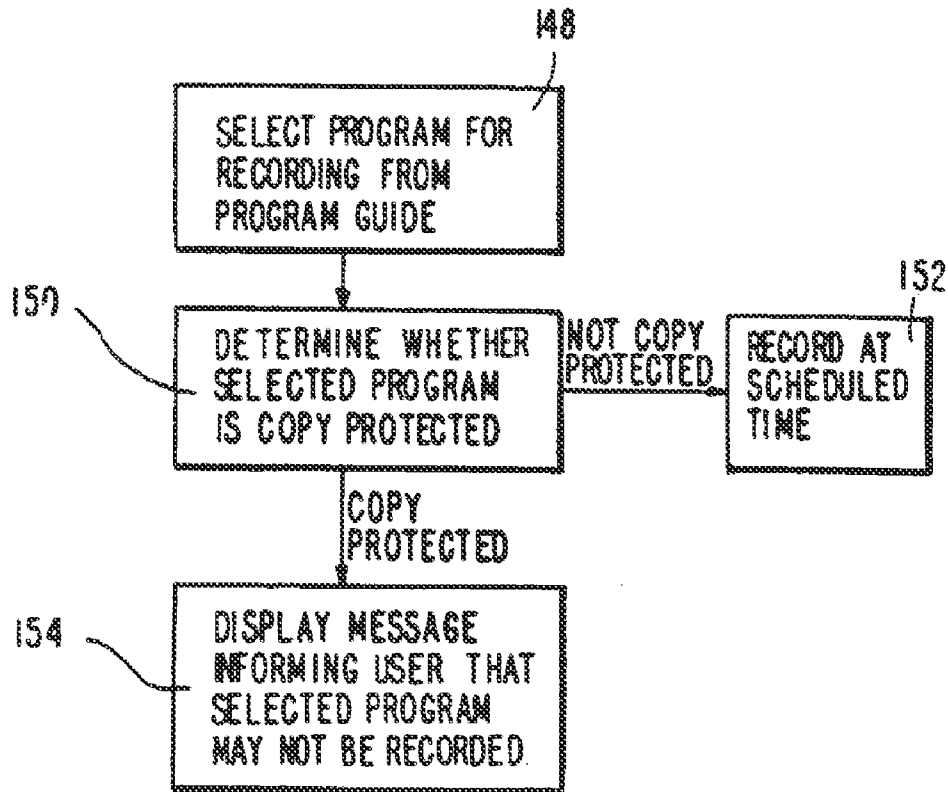 148
SELECT PROGRAM FOR
RECORDING FROM
PROGRAM GUIDE
150
DETERMINE WHETHER
SELECTED PROGRAM
IS COPY PROTECTED
NOT COPY
PROTECTED
152
RECORD AT
SCHEDULED
TIME
COPY
PROTECTED
154
DISPLAY MESSAGE
INFORMING USER THAT
SELECTED PROGRAM
MAY NOT BE RECORDED